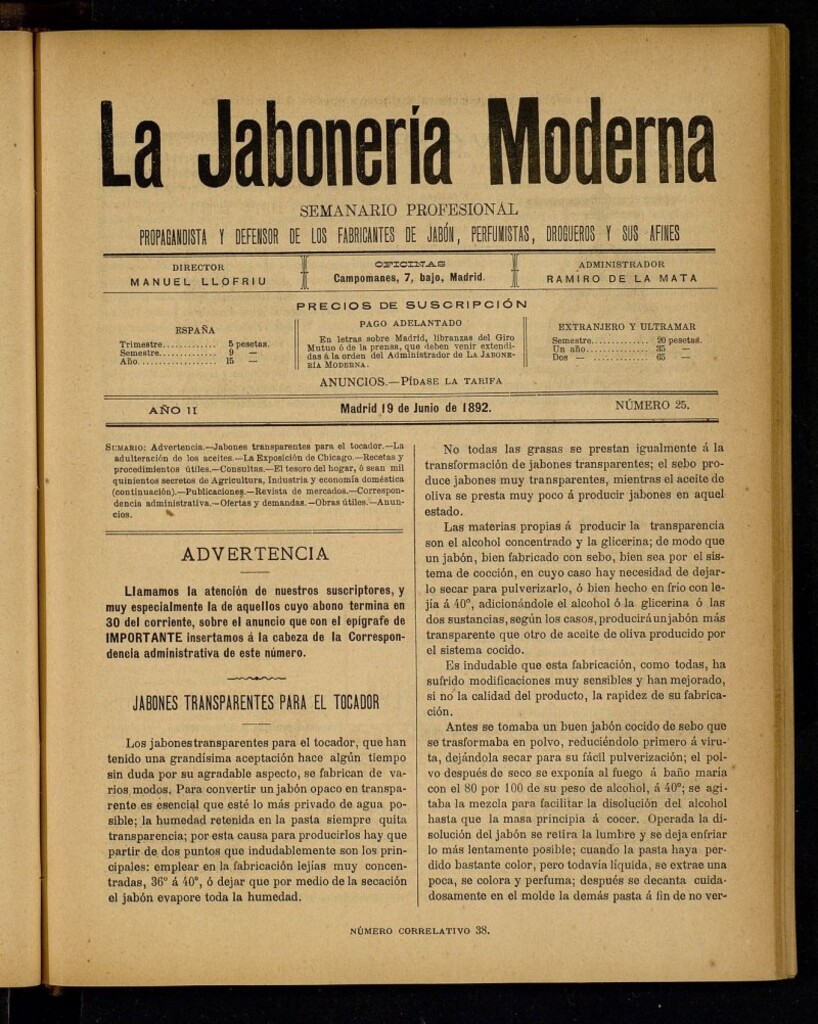 La Jabonería Moderna
SEMANARIO PROFESIONAL
PROPAGANDISTA Y DEFENSOR DE LOS FABRICANTES DE JABÓN, PERFUMISTAS, DROGUEROS Y SUS AFINES
DIRECTOR
MANUEL LLOFRIU
OFICINAS
Campomanes, 7, bajo, Madrid.
ADMINISTRADOR
RAMIRO DE LA MATA
PRECIOS DE SUSCRIPCIÓN
ESPAÑA
Trimestre............ 5 pesetas.
Semestre............. 9 —
Año.................. 15 —
PAGO ADELANTADO
En letras sobre Madrid, libranzas del Giro
Mutuo ó de la prensa, que deben venir extendi-
das á la orden del Administrador de LA JABONE-
RÍA MODERNA.
EXTRANJERO Y ULTRAMAR
Semestre............. 20 pesetas.
Un año............... 35 —
Dos — ............... 65 —
ANUNCIOS.—PÍDASE LA TARIFA
AÑO II
Madrid 19 de Junio de 1892.
NÚMERO 25.
SUMARIO: Advertencia.—Jabones transparentes para el tocador.—La
adulteración de los aceites.—La Exposición de Chicago.—Recetas y
procedimientos útiles.—Consultas.—El tesoro del hogar, ó sean mil
quinientos secretos de Agricultura, Industria y economía doméstica
(continuación).—Publicaciones.—Revista de mercados.—Correspon-
dencia administrativa.—Ofertas y demandas.—Obras útiles.—Anun-
cios.
ADVERTENCIA
Llamamos la atención de nuestros suscriptores, y
muy especialmente la de aquellos cuyo abono termina en
30 del corriente, sobre el anuncio que con el epígrafe de
IMPORTANTE insertamos á la cabeza de la Correspon-
dencia administrativa de este número.
JABONES TRANSPARENTES PARA EL TOCADOR
Los jabones transparentes para el tocador, que han
tenido una grandísima aceptación hace algún tiempo
sin duda por su agradable aspecto, se fabrican de va-
rios modos. Para convertir un jabón opaco en transpa-
rente es esencial que esté lo más privado de agua po-
sible; la humedad retenida en la pasta siempre quita
transparencia; por esta causa para producirlos hay que
partir de dos puntos que indudablemente son los prin-
cipales: emplear en la fabricación lejías muy concen-
tradas, 36° á 40°, ó dejar que por medio de la secación
el jabón evapore toda la humedad.
No todas las grasas se prestan igualmente á la
transformación de jabones transparentes; el sebo pro-
duce jabones muy transparentes, mientras el aceite de
oliva se presta muy poco á producir jabones en aquel
estado.
Las materias propias á producir la transparencia
son el alcohol concentrado y la glicerina; de modo que
un jabón, bien fabricado con sebo, bien sea por el sis-
tema de cocción, en cuyo caso hay necesidad de dejar-
lo secar para pulverizarlo, ó bien hecho en frio con le-
jía á 40°, adicionándole el alcohol ó la glicerina ó las
dos sustancias, según los casos, producirá un jabón más
transparente que otro de aceite de oliva producido por
el sistema cocido.
Es indudable que esta fabricación, como todas, ha
sufrido modificaciones muy sensibles y han mejorado,
si no la calidad del producto, la rapidez de su fabrica-
ción.
Antes se tomaba un buen jabón cocido de sebo que
se trasformaba en polvo, reduciéndolo primero á viru-
ta, dejándola secar para su fácil pulverización; el pol-
vo después de seco se exponía al fuego á baño maría
con el 80 por 100 de su peso de alcohol, á 40°; se agi-
taba la mezcla para facilitar la disolución del alcohol
hasta que la masa principia á cocer. Operada la di-
solución del jabón se retira la lumbre y se deja enfriar
lo más lentamente posible; cuando la pasta haya per-
dido bastante color, pero todavía líquida, se extrae una
poca, se colora y perfuma; después se decanta cuida-
dosamente en el molde la demás pasta á fin de no ver-
NÚMERO CORRELATIVO 38.